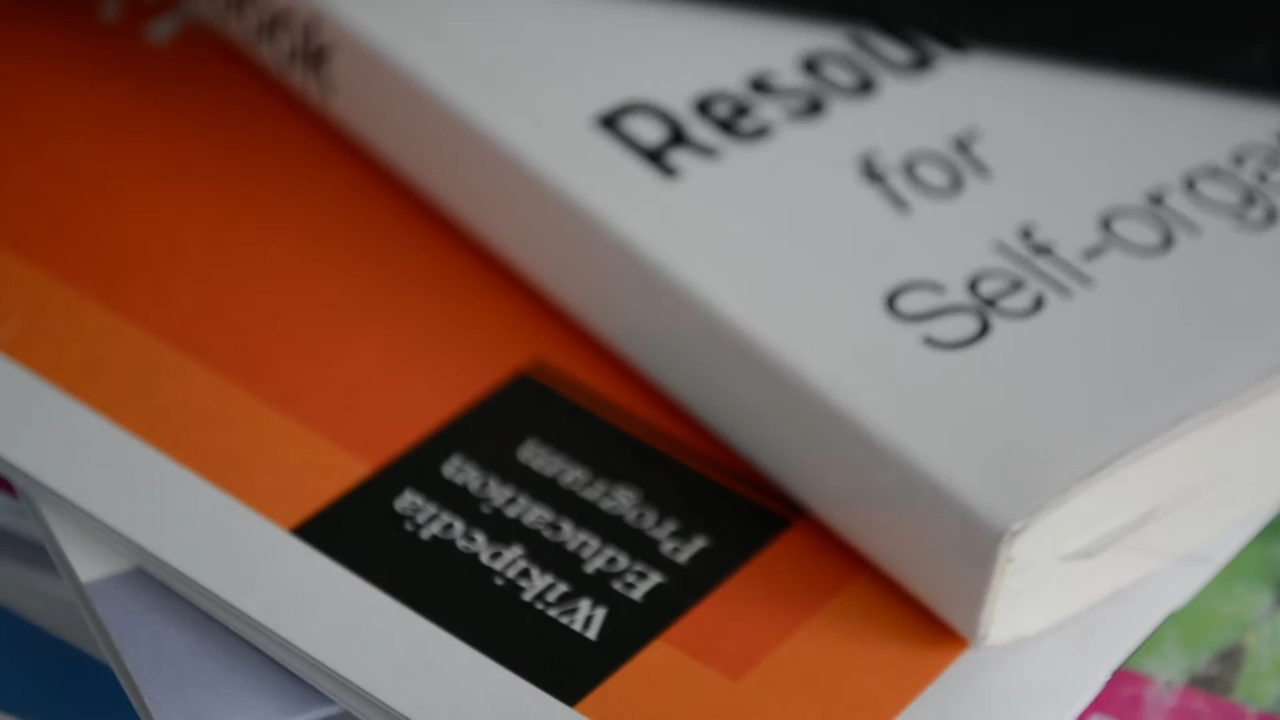 Resou
for
Self-orga
Wikipedia
Education
Program